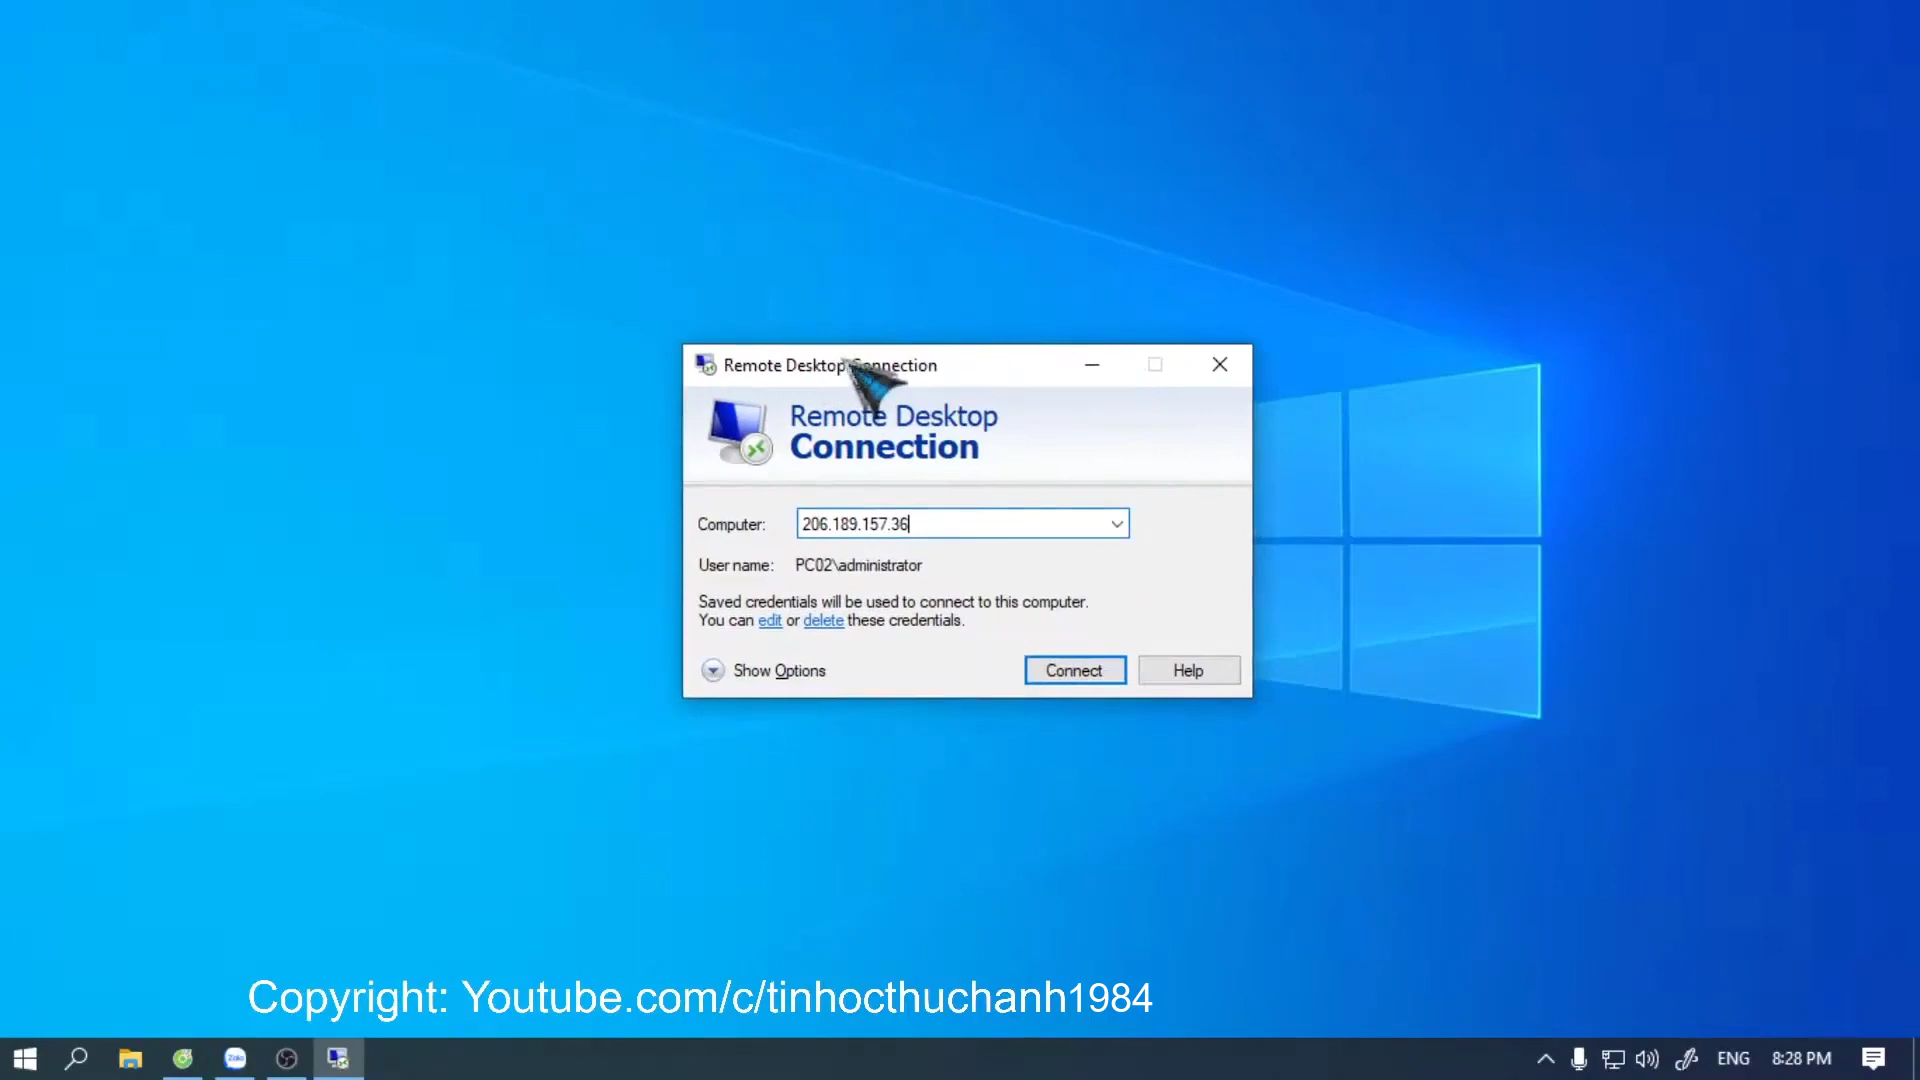 Remote Desktop Connection
Remote Desktop
Connection
Computer: 206.189.157.36
User name: PC02\administrator
Saved credentials will be used to connect to this computer.
You can edit or delete these credentials.
Show Options Connect Help
Copyright: Youtube.com/c/tinhocthuchanh1984
Zalo ENG 8:28 PM